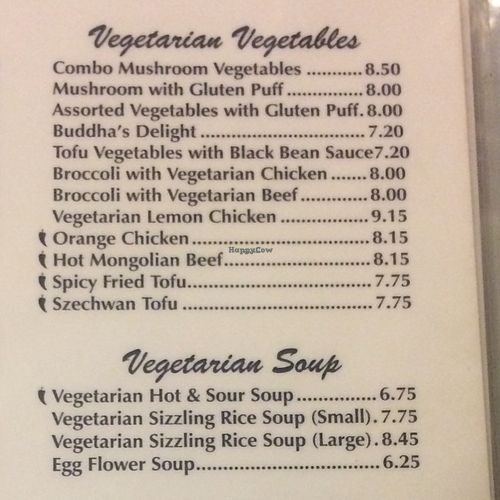 Vegetarian Vegetables
Combo Mushroom Vegetables ............8.50
Mushroom with Gluten Puff ...............8.00
Assorted Vegetables with Gluten Puff.8.00
Buddha's Delight ..............................7.20
Tofu Vegetables with Black Bean Sauce7.20
Broccoli with Vegetarian Chicken .......8.00
Broccoli with Vegetarian Beef ............8.00
Vegetarian Lemon Chicken ................9.15
Orange Chicken ................................8.15
Hot Mongolian Beef..........................8.15
HappyCow
Spicy Fried Tofu.................................7.75
Szechwan Tofu ..................................7.75
Vegetarian Soup
Vegetarian Hot & Sour Soup ...............6.75
Vegetarian Sizzling Rice Soup (Small).7.75
Vegetarian Sizzling Rice Soup (Large).8.45
Egg Flower Soup..................................6.25